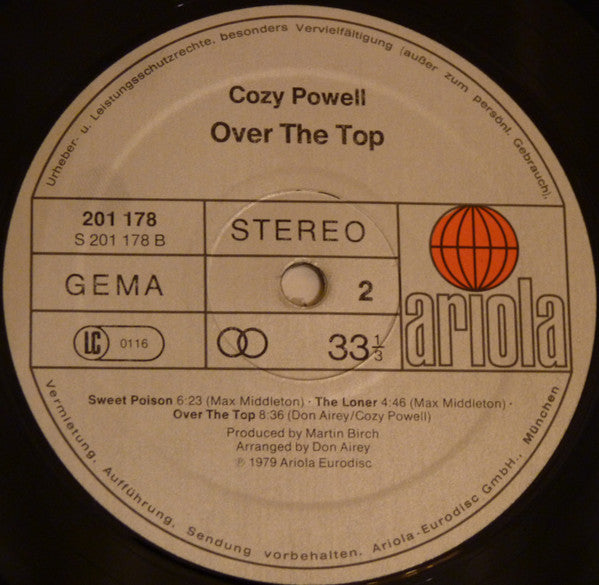 Urheber- u. Leistungsschutzrechte, besonders Vervielfältigung (außer zum persönl. Gebrauch),
Cozy Powell
Over The Top
201 178
S 201 178 B
STEREO
GEMA
2
ariola
LC 0116
33 1/3
Sweet Poison 6:23 (Max Middleton) · The Loner 4:46 (Max Middleton) ·
Over The Top 8:36 (Don Airey/Cozy Powell)
Produced by Martin Birch
Arranged by Don Airey
℗ 1979 Ariola Eurodisc
Vermietung, Aufführung, Sendung vorbehalten. Ariola-Eurodisc GmbH., München